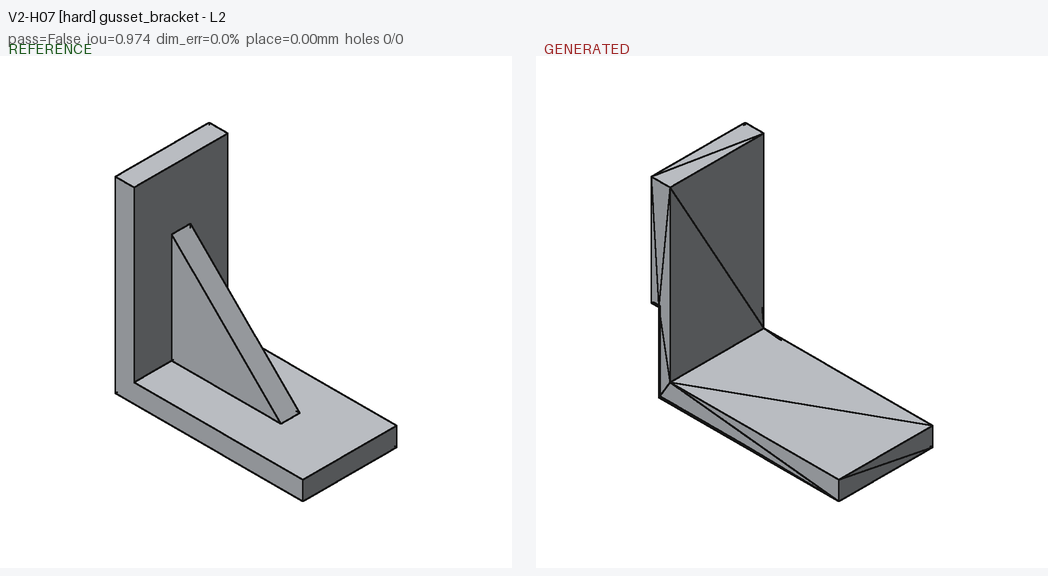 V2-H07 [hard] gusset_bracket - L2
pass=False iou=0.974 dim_err=0.0% place=0.00mm holes 0/0
REFERENCE
GENERATED